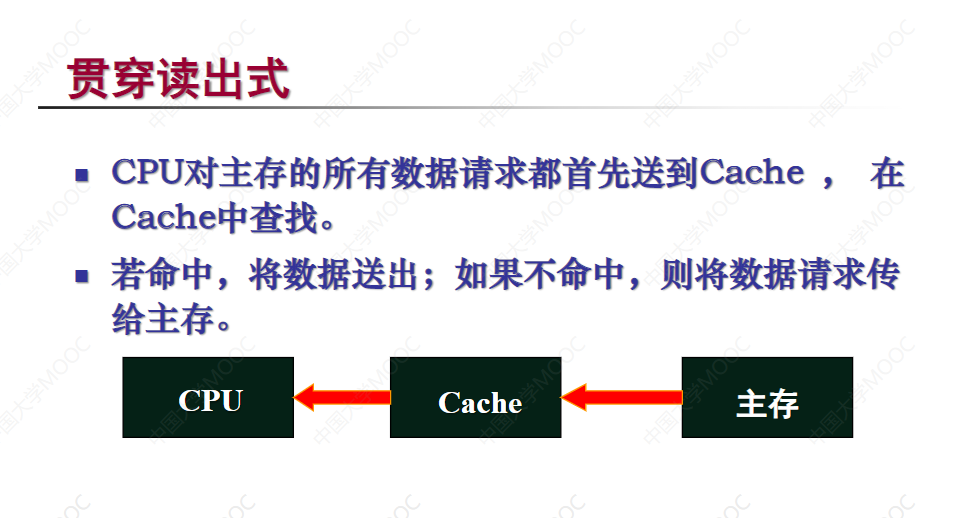 贯穿读出式
CPU对主存的所有数据请求都首先送到Cache ， 在
Cache中查找。
若命中，将数据送出；如果不命中，则将数据请求传
给主存。
CPU
Cache
主存
中国大学MOOC